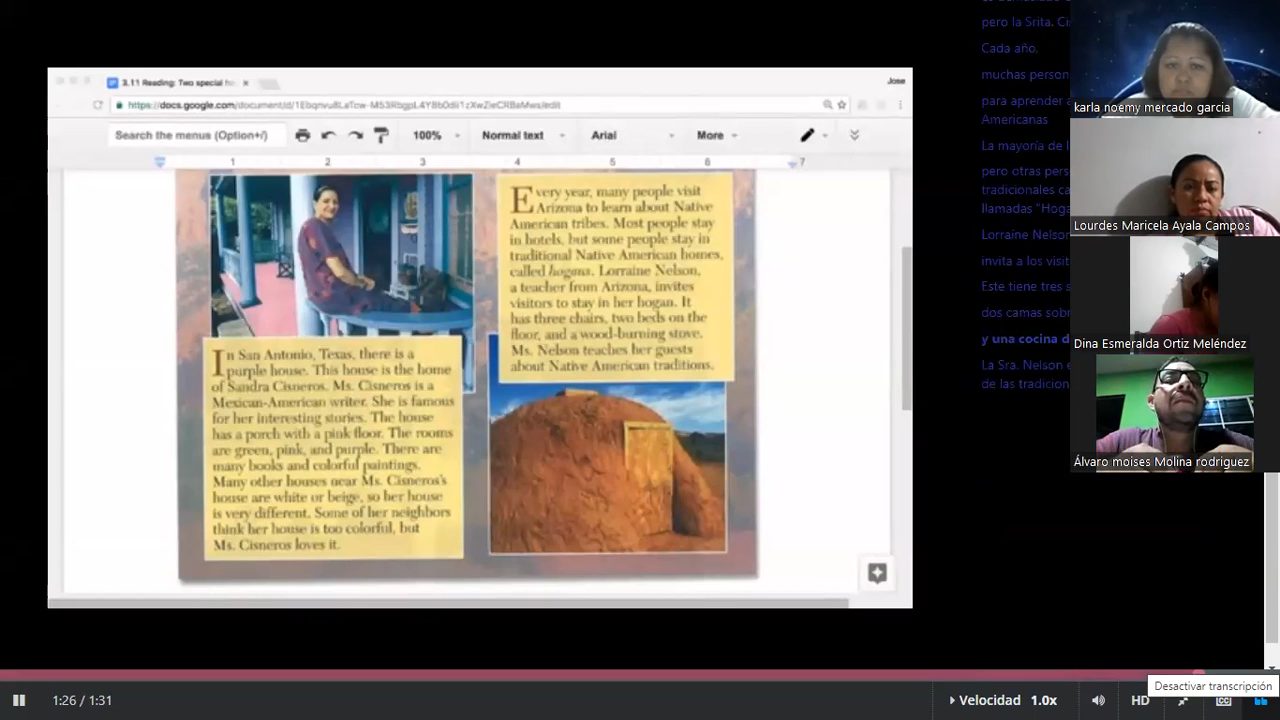 3.11 Reading: Two special
Jose
https://docs.google.com/document/d/
Search the menus (Option+/)
100%
Normal text
Arial
More
1 2 3 4 5 6 7
In San Antonio, Texas, there is a
purple house. This house is the home
of Sandra Cisneros. Ms. Cisneros is a
Mexican-American writer. She is famous
for her interesting stories. The house
has a porch with a pink floor. The rooms
are green, pink, and purple. There are
many books and colorful paintings.
Many other houses near Ms. Cisneros's
house are white or beige, so her house
is very different. Some of her neighbors
think her house is too colorful, but
Ms. Cisneros loves it.
Every year, many people visit
Arizona to learn about Native
American tribes. Most people stay
in hotels, but some people stay in
traditional Native American homes,
called hogans. Lorraine Nelson,
a teacher from Arizona, invites
visitors to stay in her hogan. It
has three chairs, two beds on the
floor, and a wood-burning stove.
Ms. Nelson teaches her guests
about Native American traditions.
pero la Srita. Ci
Cada año.
muchas person
para aprender a
Americanas
La mayoría de l
pero otras pers
tradicionales ca
llamadas "Hoga
Lorraine Nelson
invita a los visit
Este tiene tres s
dos camas sob
y una cocina d
La Sra. Nelson e
de las tradicion
karla noemy mercado garcia
Lourdes Maricela Ayala Campos
Dina Esmeralda Ortiz Meléndez
Álvaro moises Molina rodriguez
Desactivar transcripción
1:26 / 1:31
Velocidad 1.0x
HD
CC